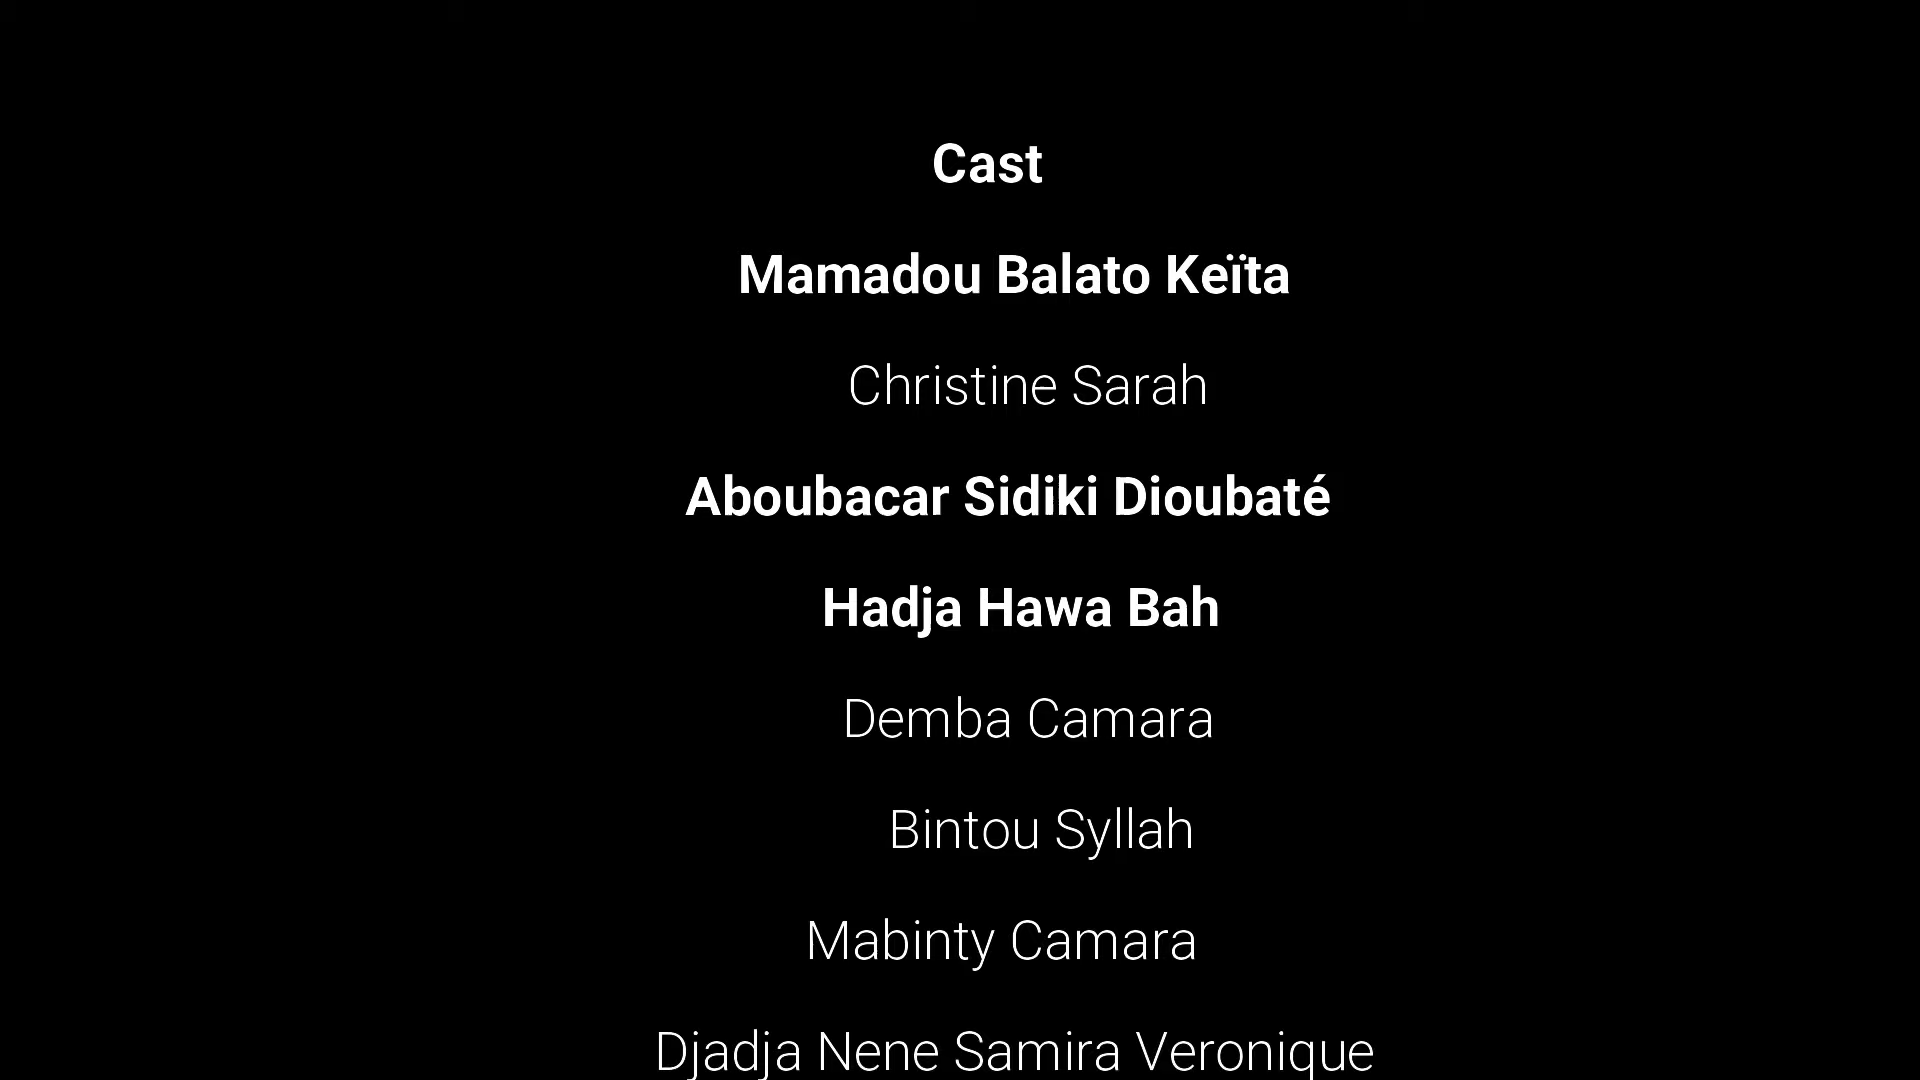 Cast
Mamadou Balato Keïta
Christine Sarah
Aboubacar Sidiki Dioubaté
Hadja Hawa Bah
Demba Camara
Bintou Syllah
Mabinty Camara
Djadja Nene Samira Veronique